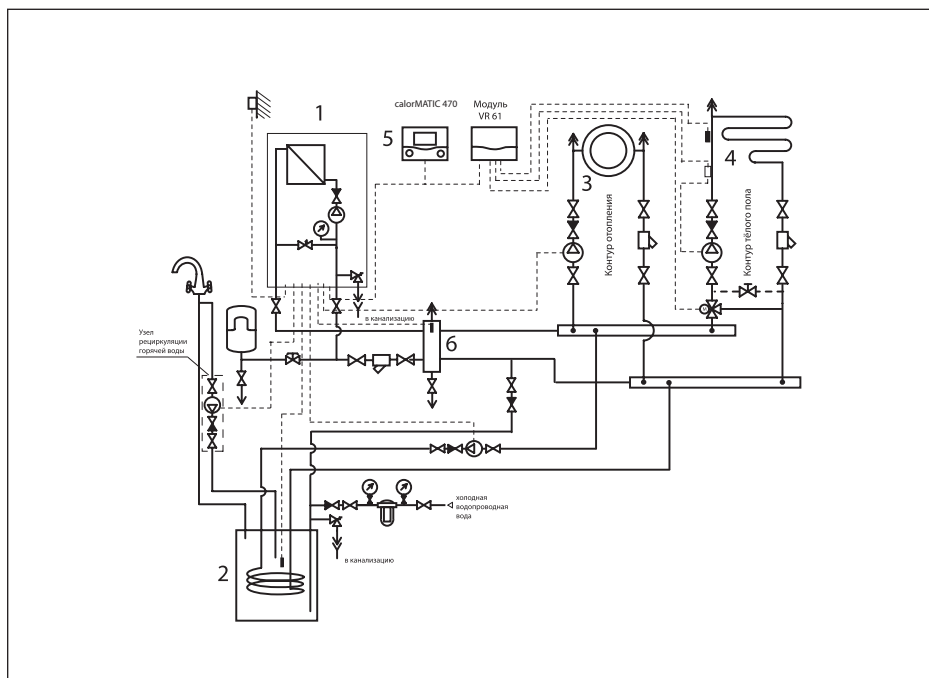 calorMATIC 470
Модуль
VR 61
1
5
3
4
Контур отопления
Контур тёлого пола
в канализацию
6
Узел
рециркуляции
горячей воды
холодная
водопроводная
вода
в канализацию
2